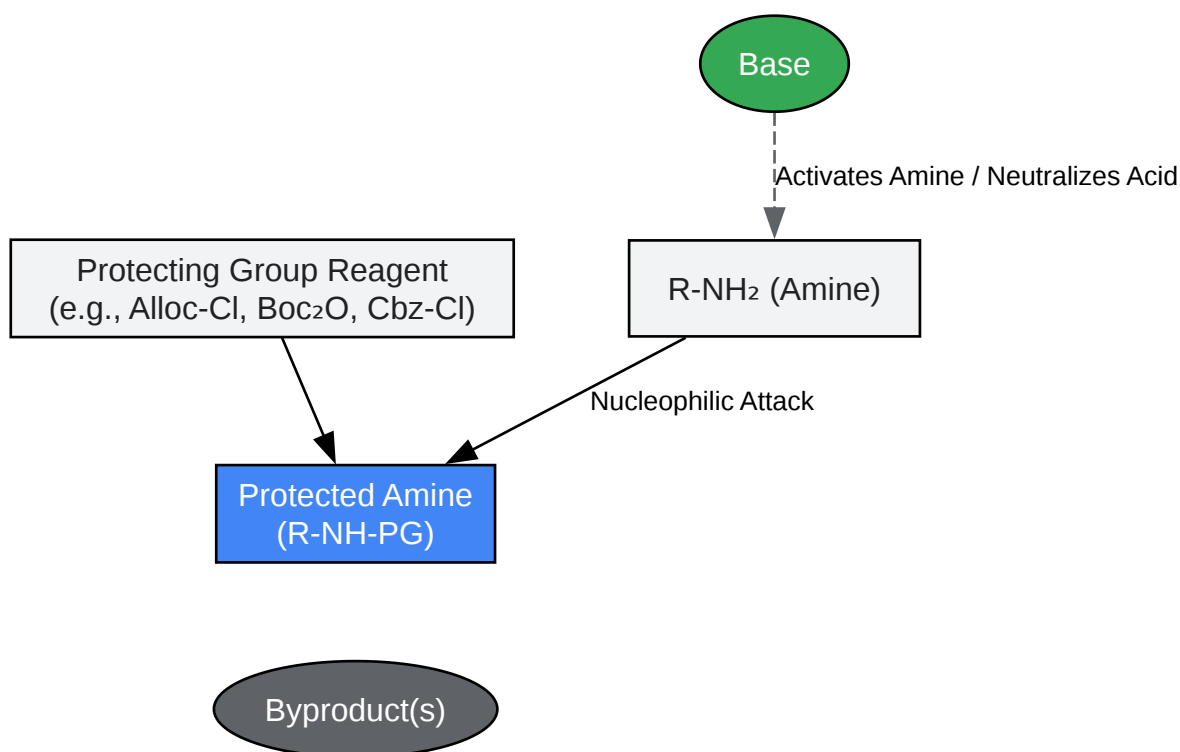 Base
Activates Amine / Neutralizes Acid
Protecting Group Reagent
(e.g., Alloc-Cl, Boc₂O, Cbz-Cl)
R-NH₂ (Amine)
Nucleophilic Attack
Protected Amine
(R-NH-PG)
Byproduct(s)